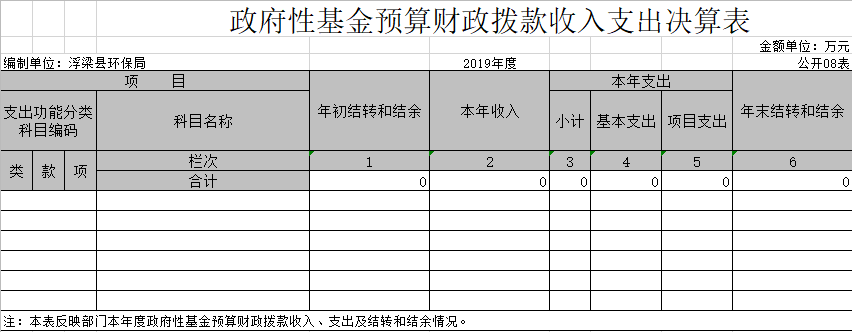 政府性基金预算财政拨款收入支出决算表
金额单位：万元
编制单位：浮梁县环保局 2019年度 公开08表
项 目 年初结转和结余 本年收入 本年支出 年末结转和结余
支出功能分类科目编码 科目名称 小计 基本支出 项目支出
类 款 项 栏次 1 2 3 4 5 6
合计 0 0 0 0 0 0
注：本表反映部门本年度政府性基金预算财政拨款收入、支出及结转和结余情况。